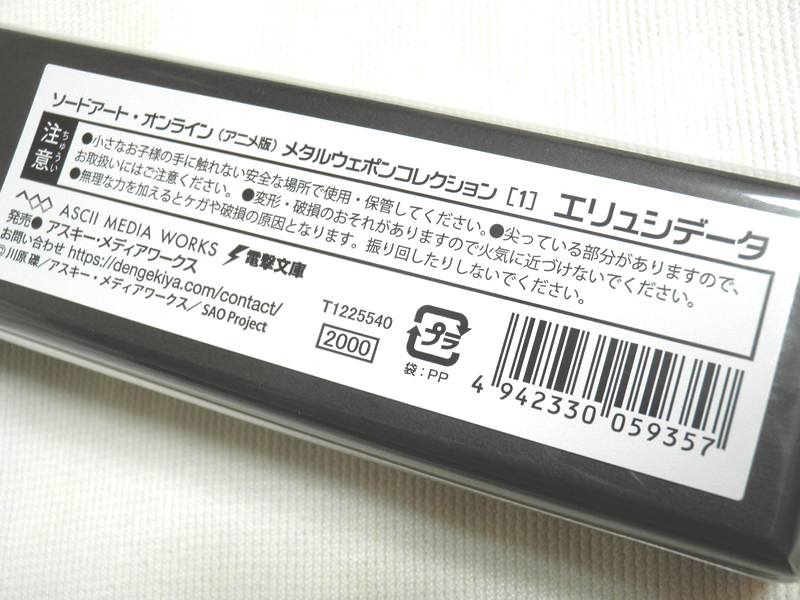 ソードアート・オンライン（アニメ版）メタルウェポンコレクション［1］ エリュシデータ
注意
ちゅうい
●小さなお子様の手に触れない安全な場所で使用・保管してください。●尖っている部分がありますので、
お取扱いにはご注意ください。●変形・破損のおそれがありますので火気に近づけないでください。
●無理な力を加えるとケガや破損の原因となります。振り回したりしないでください。
ASCII MEDIA WORKS 電撃文庫
発売●アスキー・メディアワークス
お問い合わせ https://dengekiya.com/contact/
©川原 礫／アスキー・メディアワークス／SAO Project
T1225540
2000
プラ
袋：PP
4 942330 059357